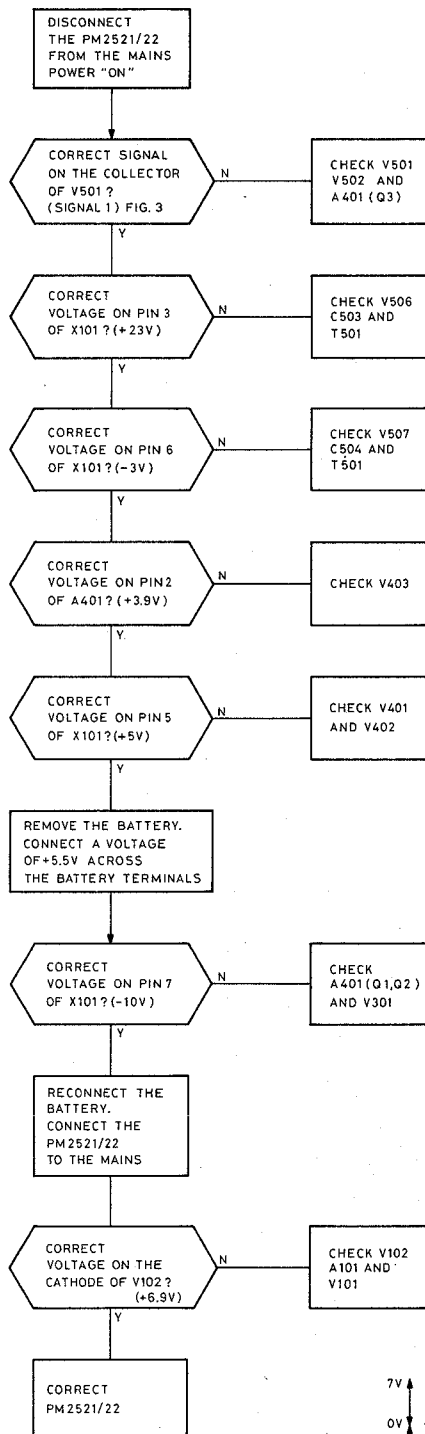 DISCONNECT
THE PM2521/22
FROM THE MAINS
POWER "ON"
CORRECT SIGNAL
ON THE COLLECTOR
OF V501?
(SIGNAL 1) FIG. 3
N
CHECK V501
V502 AND
A401 (Q3)
Y
CORRECT
VOLTAGE ON PIN 3
OF X101? (+23V)
N
CHECK V506
C503 AND
T501
Y
CORRECT
VOLTAGE ON PIN 6
OF X101? (-3V)
N
CHECK V507
C504 AND
T501
Y
CORRECT
VOLTAGE ON PIN2
OF A401? (+3.9V)
N
CHECK V403
Y
CORRECT
VOLTAGE ON PIN 5
OF X101? (+5V)
N
CHECK V401
AND V402
Y
REMOVE THE BATTERY.
CONNECT A VOLTAGE
OF +5.5V ACROSS
THE BATTERY TERMINALS
CORRECT
VOLTAGE ON PIN 7
OF X101? (-10V)
N
CHECK
A401 (Q1,Q2)
AND V301
Y
RECONNECT THE
BATTERY.
CONNECT THE
PM2521/22
TO THE MAINS
CORRECT
VOLTAGE ON THE
CATHODE OF V102?
(+6.9V)
N
CHECK V102
A101 AND
V101
Y
CORRECT
PM2521/22
7V
0V